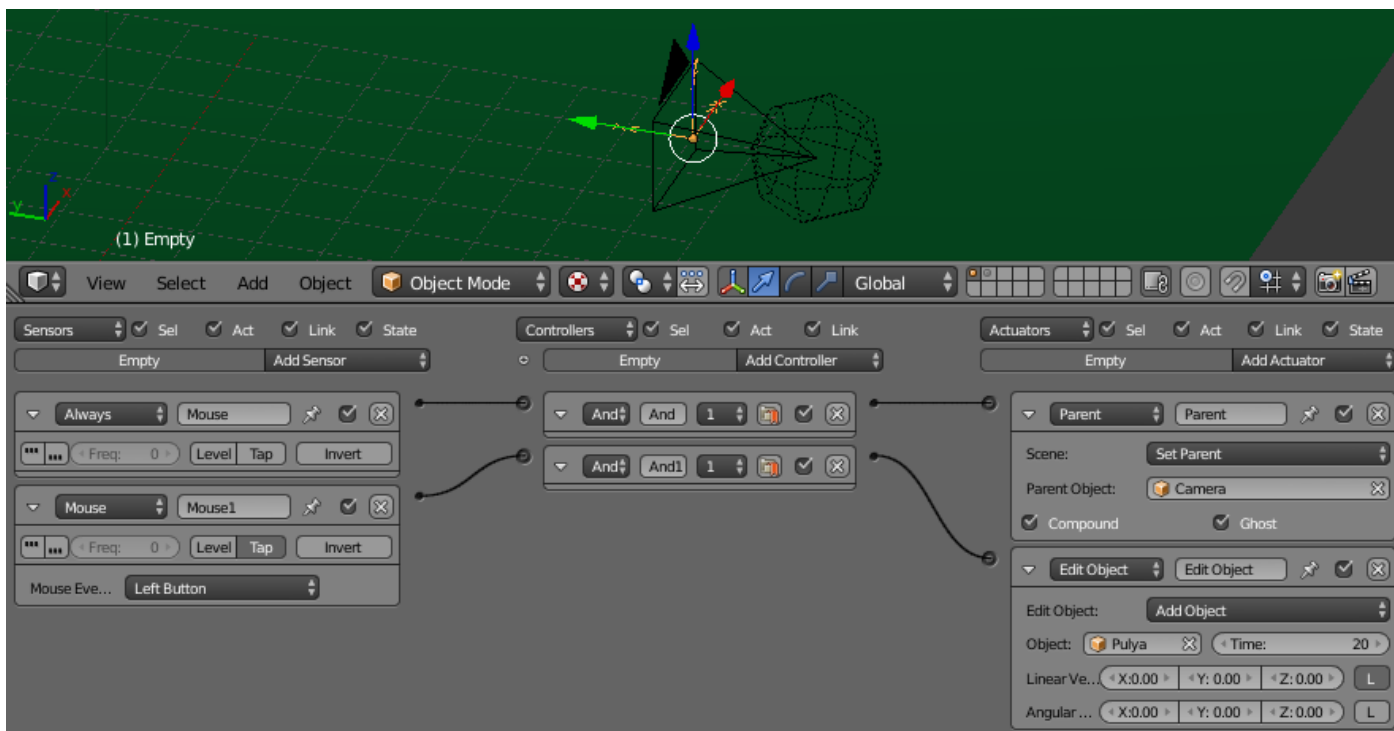 z
x
y
(1) Empty
View Select Add Object Object Mode Global
Sensors Sel Act Link State Controllers Sel Act Link Actuators Sel Act Link State
Empty Add Sensor Empty Add Controller Empty Add Actuator
Always Mouse And And 1 Parent Parent
Freq: 0 Level Tap Invert And And1 1 Scene: Set Parent
Parent Object: Camera
Mouse Mouse1 Compound Ghost
Freq: 0 Level Tap Invert Edit Object Edit Object
Mouse Eve... Left Button Edit Object: Add Object
Object: Pulya Time: 20
Linear Ve... X:0.00 Y: 0.00 Z: 0.00 L
Angular ... X:0.00 Y: 0.00 Z: 0.00 L